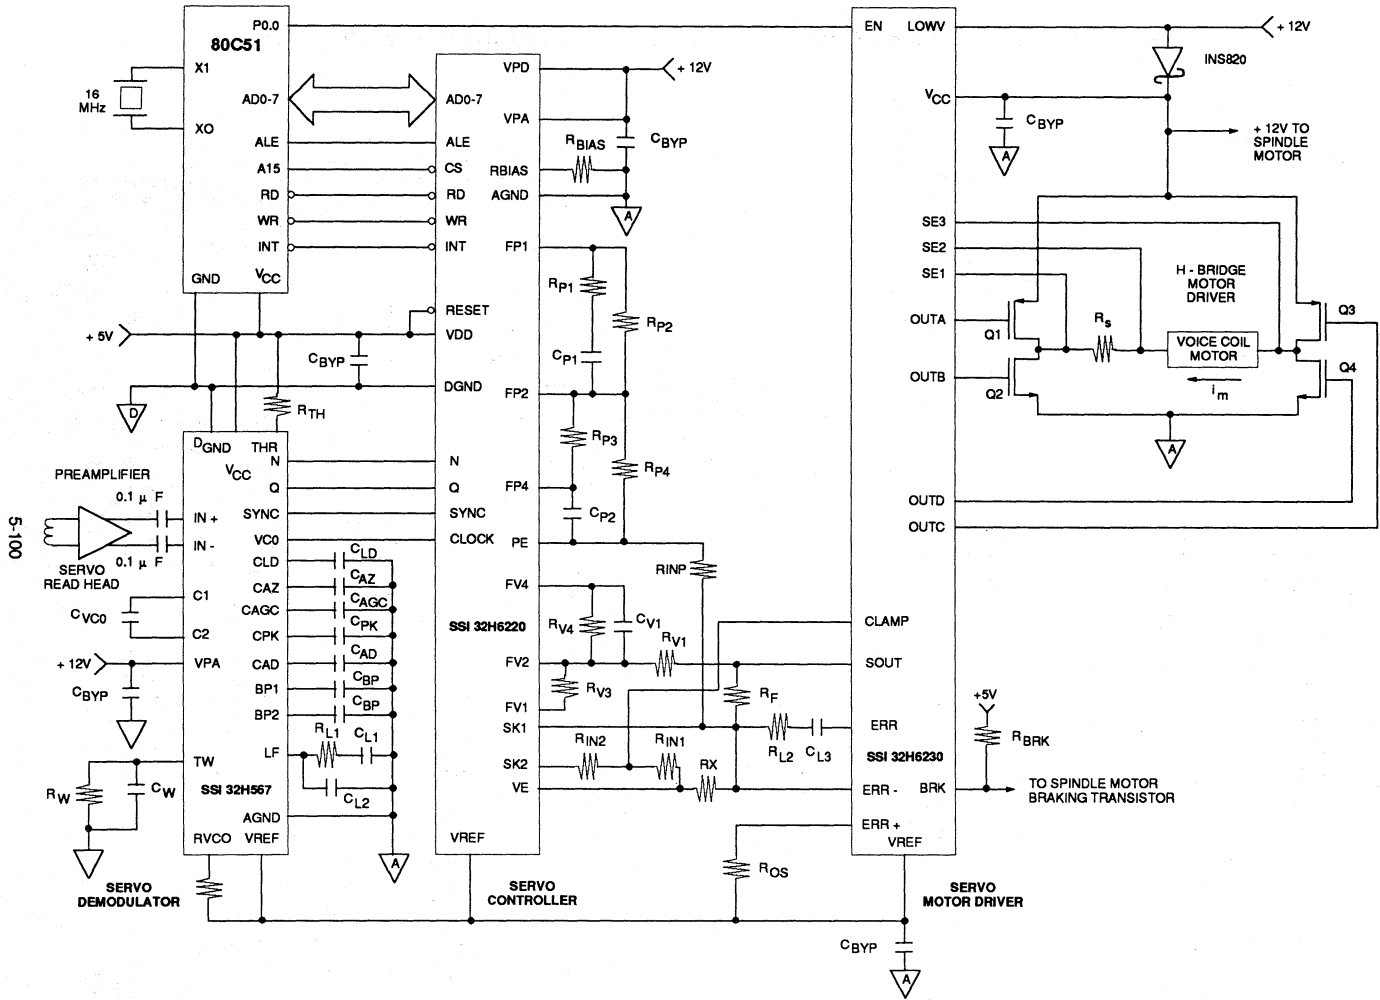 P0.0
80C51
X1
16
MHz
XO
AD0-7
ALE
A15
RD
WR
INT
GND
VCC
+ 5V
D
CBYP
RTH
VPD
+ 12V
AD0-7
VPA
RBIAS
CBYP
ALE
CS
RBIAS
RD
AGND
A
WR
INT
FP1
RP1
RP2
RESET
VDD
CP1
DGND
FP2
RP3
RP4
N
Q
FP4
CP2
SYNC
CLOCK
PE
RINP
FV4
SSI 32H6220
RV4
CV1
RV1
FV2
RV3
FV1
SK1
RF
RL2
CL3
RIN2
RIN1
SK2
RX
VE
VREF
SERVO
CONTROLLER
DGND
THR
VCC
N
Q
SYNC
VC0
PREAMPLIFIER
0.1 µ F
IN +
IN -
0.1 µ F
SERVO
READ HEAD
5-100
CLD
CLD
CAZ
CAZ
CAGC
CAGC
CPK
CPK
CAD
CAD
BP1
CBP
BP2
CBP
C1
CVC0
C2
+ 12V
VPA
CBYP
LF
RL1
CL1
CL2
TW
RW
CW
SSI 32H567
AGND
RVCO
VREF
A
SERVO
DEMODULATOR
ROS
EN
LOWV
+ 12V
INS820
VCC
CBYP
A
+ 12V TO
SPINDLE
MOTOR
SE3
SE2
SE1
H - BRIDGE
MOTOR
DRIVER
OUTA
Q1
RS
VOICE COIL
MOTOR
Q3
OUTB
Q2
im
Q4
A
OUTD
OUTC
CLAMP
SOUT
ERR
SSI 32H6230
+5V
RBRK
ERR -
BRK
TO SPINDLE MOTOR
BRAKING TRANSISTOR
ERR +
VREF
SERVO
MOTOR DRIVER
CBYP
A